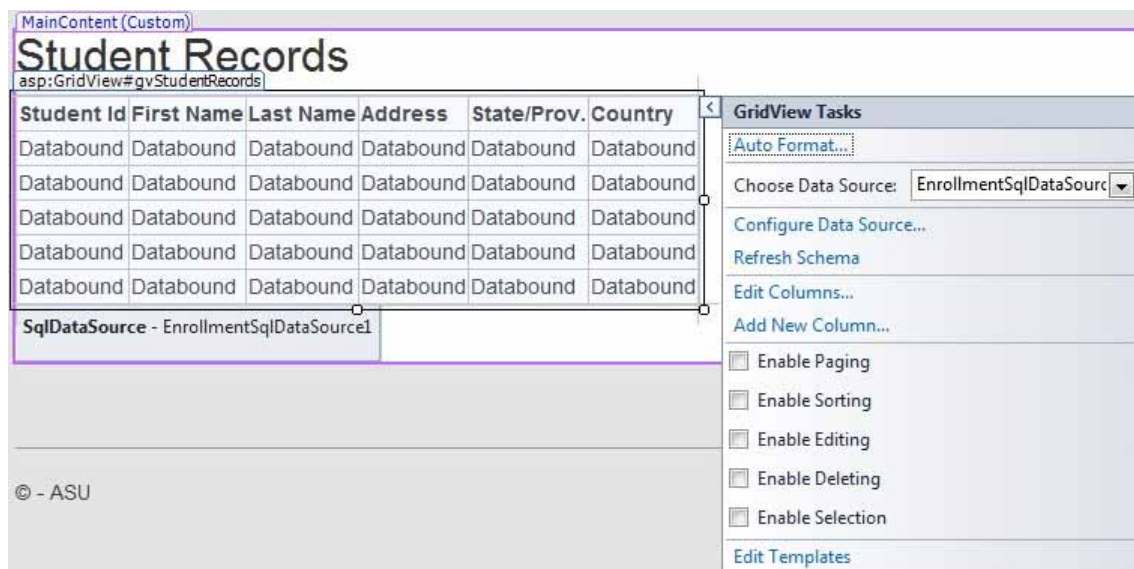 MainContent (Custom)
Student Records
asp:GridView#gvStudentRecords
Student Id First Name Last Name Address State/Prov. Country
Databound Databound Databound Databound Databound Databound
Databound Databound Databound Databound Databound Databound
Databound Databound Databound Databound Databound Databound
Databound Databound Databound Databound Databound Databound
Databound Databound Databound Databound Databound Databound
SqlDataSource - EnrollmentSqlDataSource1
© - ASU
GridView Tasks
Auto Format...
Choose Data Source: EnrollmentSqlDataSourc
Configure Data Source...
Refresh Schema
Edit Columns...
Add New Column...
Enable Paging
Enable Sorting
Enable Editing
Enable Deleting
Enable Selection
Edit Templates